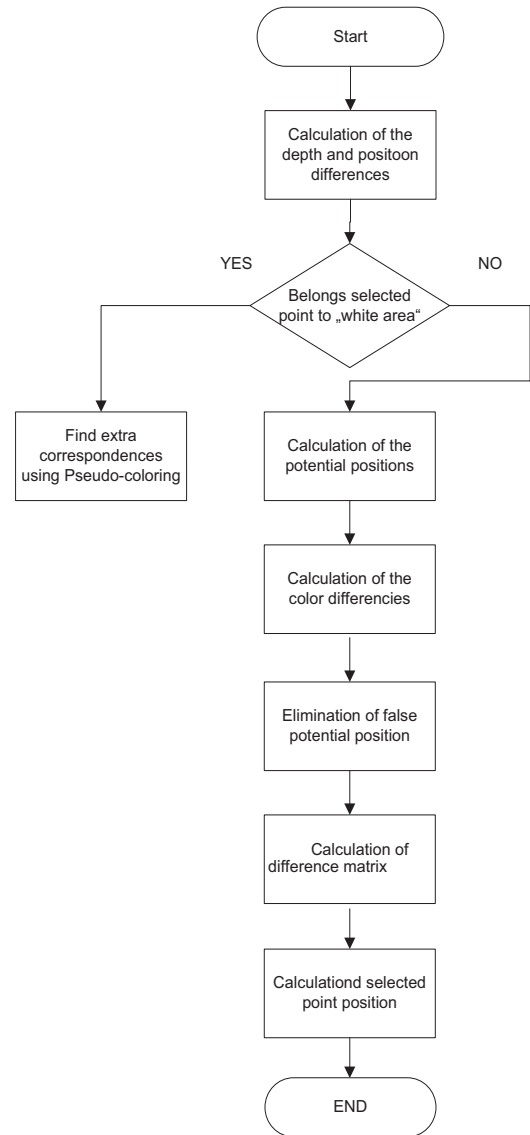 Start
Calculation of the
depth and positoon
differences
YES
NO
Belongs selected
point to „white area“
Find extra
correspondences
using Pseudo-coloring
Calculation of the
potential positions
Calculation of the
color differencies
Elimination of false
potential position
Calculation of
difference matrix
Calculationd selected
point position
END